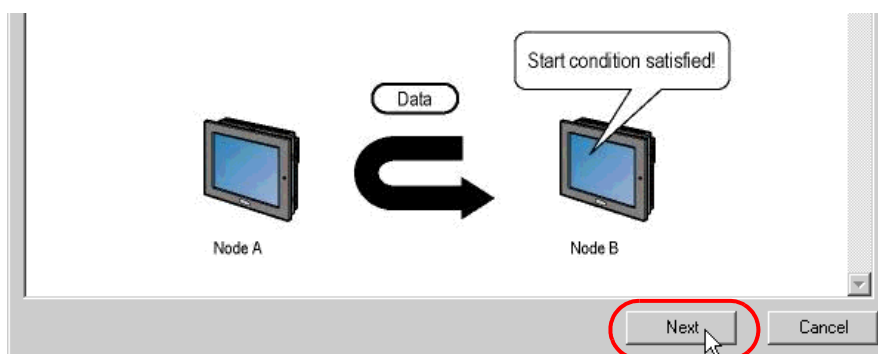 Start condition satisfied!
Data
Node A
Node B
Next
Cancel